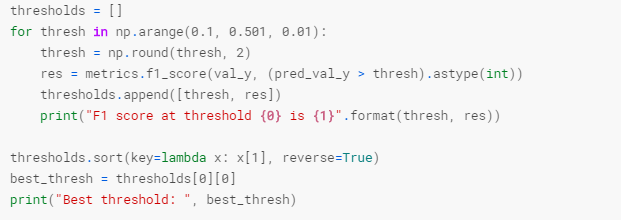 thresholds = []
for thresh in np.arange(0.1, 0.501, 0.01):
    thresh = np.round(thresh, 2)
    res = metrics.f1_score(val_y, (pred_val_y > thresh).astype(int))
    thresholds.append([thresh, res])
    print("F1 score at threshold {0} is {1}".format(thresh, res))

thresholds.sort(key=lambda x: x[1], reverse=True)
best_thresh = thresholds[0][0]
print("Best threshold: ", best_thresh)